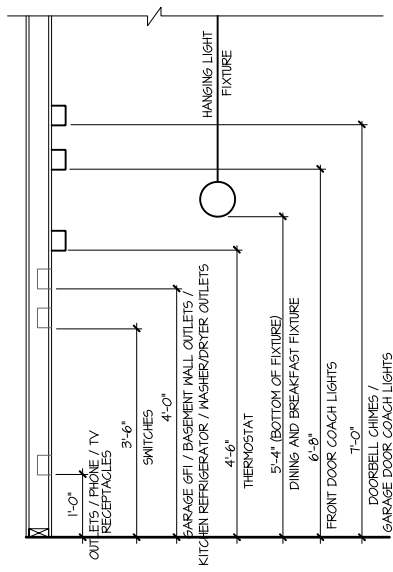 HANGING LIGHT
FIXTURE
1'-0"
OUTLETS / PHONE / TV
RECEPTACLES
3'-6"
SWITCHES
4'-0"
GARAGE GFI / BASEMENT WALL OUTLETS /
KITCHEN REFRIGERATOR / WASHER/DRYER OUTLETS
4'-6"
THERMOSTAT
5'-4" (BOTTOM OF FIXTURE)
DINING AND BREAKFAST FIXTURE
6'-8"
FRONT DOOR COACH LIGHTS
7'-0"
DOORBELL CHIMES /
GARAGE DOOR COACH LIGHTS